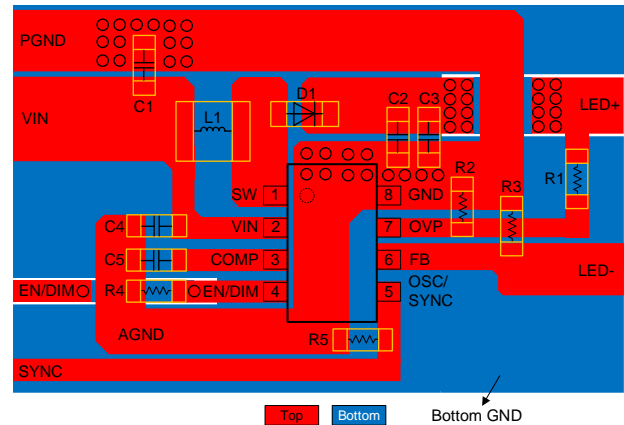 PGND
C1
VIN
L1
D1
C2
C3
LED+
R2
R3
R1
SW
1
8
GND
C4
VIN
2
7
OVP
C5
COMP
3
6
FB
LED-
EN/DIM
R4
EN/DIM
4
5
OSC/
SYNC
AGND
R5
SYNC
Top
Bottom
Bottom GND